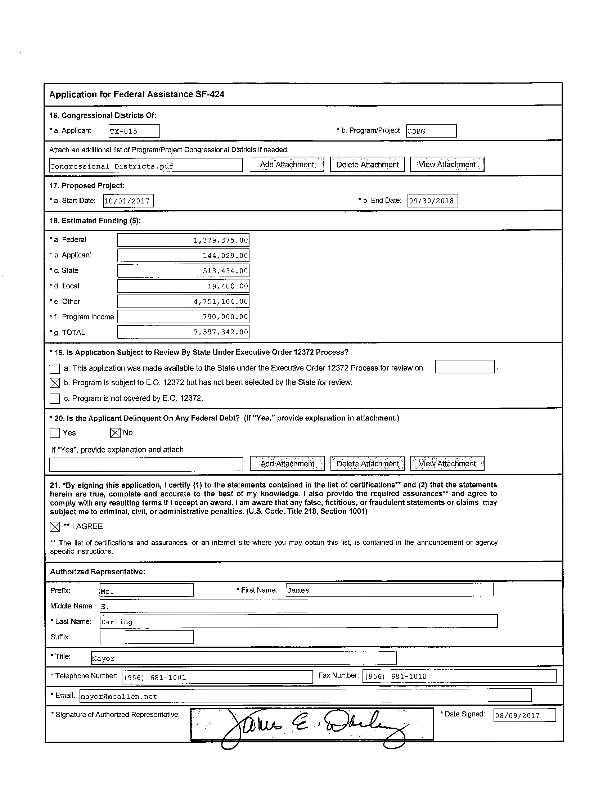 Application for Federal Assistance SF-424
16. Congressional Districts Of:
* a. Applicant TX-015 * b. Program/Project CDBG
Attach an additional list of Program/Project Congressional Districts if needed.
Congressional Districts.pdf Add Attachment Delete Attachment View Attachment
17. Proposed Project:
* a. Start Date: 10/01/2017 * b. End Date: 09/30/2018
18. Estimated Funding ($):
* a. Federal 1,779,375.00
* b. Applicant 144,029.00
* c. State 513,434.00
* d. Local 19,400.00
* e. Other
* f. Program Income
* g. TOTAL
* 19. Is Application Subject to Review By State Under Executive Order 12372 Process?
a. This application was made available to the State under the Executive Order 12372 Process for review on .
b. Program is subject to E.O. 12372 but has not been selected by the State for review.
c. Program is not covered by E.O. 12372.
* 20. Is the Applicant Delinquent On Any Federal Debt? (If "Yes," provide explanation in attachment.)
Yes No
If "Yes", provide explanation and attach
Add Attachment Delete Attachment View Attachment
21. *By signing this application, I certify (1) to the statements contained in the list of certifications** and (2) that the statements
herein are true, complete and accurate to the best of my knowledge. I also provide the required assurances** and agree to
comply with any resulting terms if I accept an award. I am aware that any false, fictitious, or fraudulent statements or claims may
subject me to criminal, civil, or administrative penalties. (U.S. Code, Title 218, Section 1001)
** I AGREE
** The list of certifications and assurances, or an internet site where you may obtain this list, is contained in the announcement or agency
specific instructions.
Authorized Representative:
Prefix: Mr. * First Name: James
Middle Name: E.
* Last Name: Darling
Suffix:
* Title: Mayor
* Telephone Number: (956) 681-1001 Fax Number: (956) 681-1010
* Email: mayor@mcallen.net
* Signature of Authorized Representative: James E. Darling * Date Signed: 08/09/2017